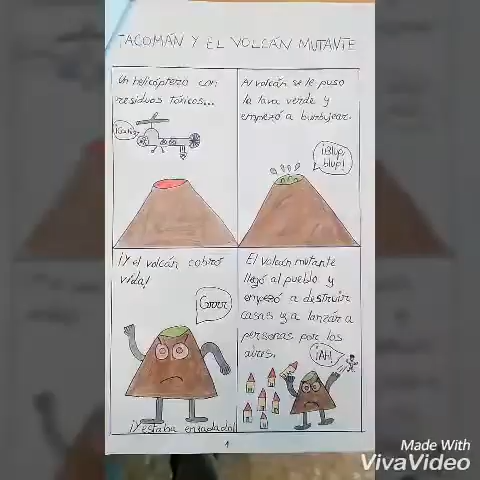 TACOMÁN Y EL VOLCÁN MUTANTE
Un helicóptero con
residuos tóxicos...
Al volcán se le puso
la lava verde y
empezó a burbujear.
¡Blup,
blup!
¡Y el volcán cobró
vida!
Grrrr
¡Y estaba enfadado!
El volcán mutante
llegó al pueblo y
empezó a destruir
casas y a lanzar a
personas por los
aires.
¡AH!
1
Made With
VivaVideo